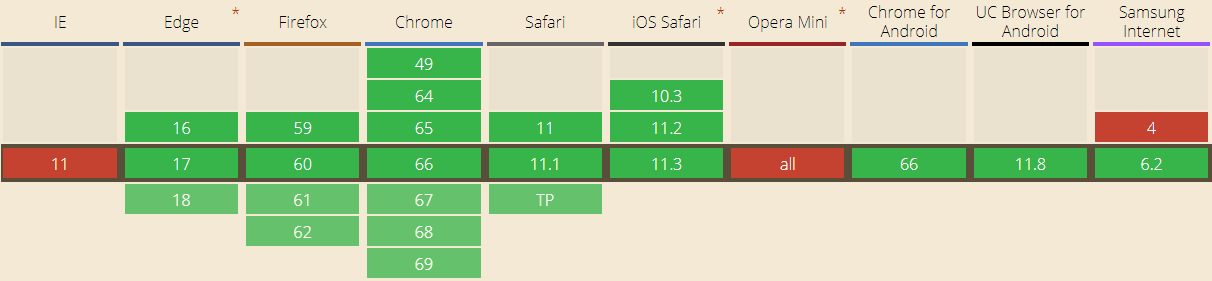 IE Edge * Firefox Chrome Safari iOS Safari * Opera Mini * Chrome for Android UC Browser for Android Samsung Internet
49
64 10.3
16 59 65 11 11.2 4
11 17 60 66 11.1 11.3 all 66 11.8 6.2
18 61 67 TP
62 68
69